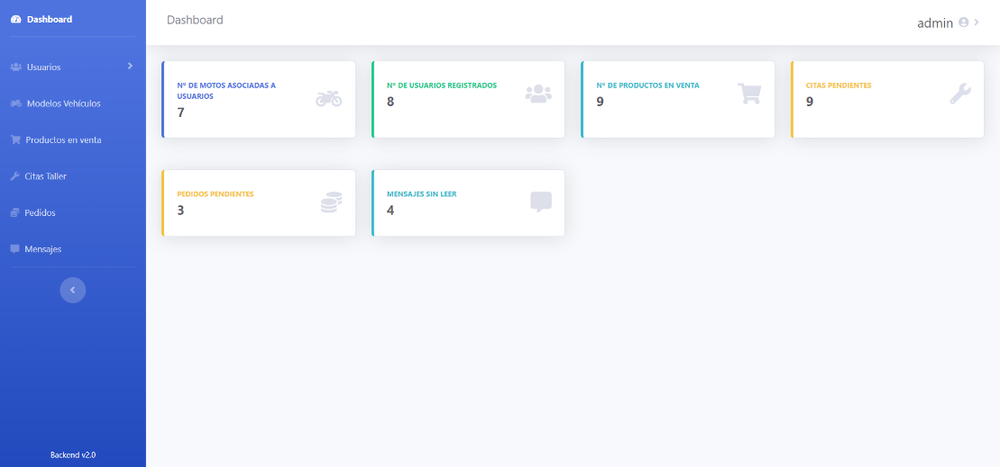 Dashboard
Usuarios
Modelos Vehículos
Productos en venta
Citas Taller
Pedidos
Mensajes
Backend v2.0
Dashboard
admin
Nº DE MOTOS ASOCIADAS A
USUARIOS
7
Nº DE USUARIOS REGISTRADOS
8
Nº DE PRODUCTOS EN VENTA
9
CITAS PENDIENTES
9
PEDIDOS PENDIENTES
3
MENSAJES SIN LEER
4